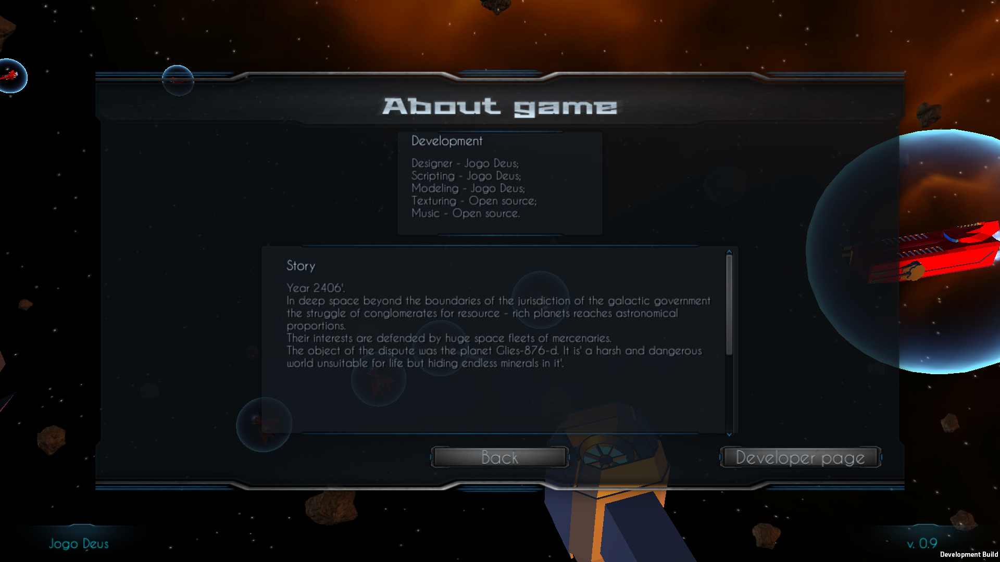 About game
Development
Designer - Jogo Deus;
Scripting - Jogo Deus;
Modeling - Jogo Deus;
Texturing - Open source;
Music - Open source.
Story
Year 2406'.
In deep space beyond the boundaries of the jurisdiction of the galactic government
the struggle of conglomerates for resource - rich planets reaches astronomical
proportions.
Their interests are defended by huge space fleets of mercenaries.
The object of the dispute was the planet Glies-876-d. It is' a harsh and dangerous
world unsuitable for life but hiding endless minerals in it'.
Back
Developer page
Jogo Deus
v. 0.9
Development Build